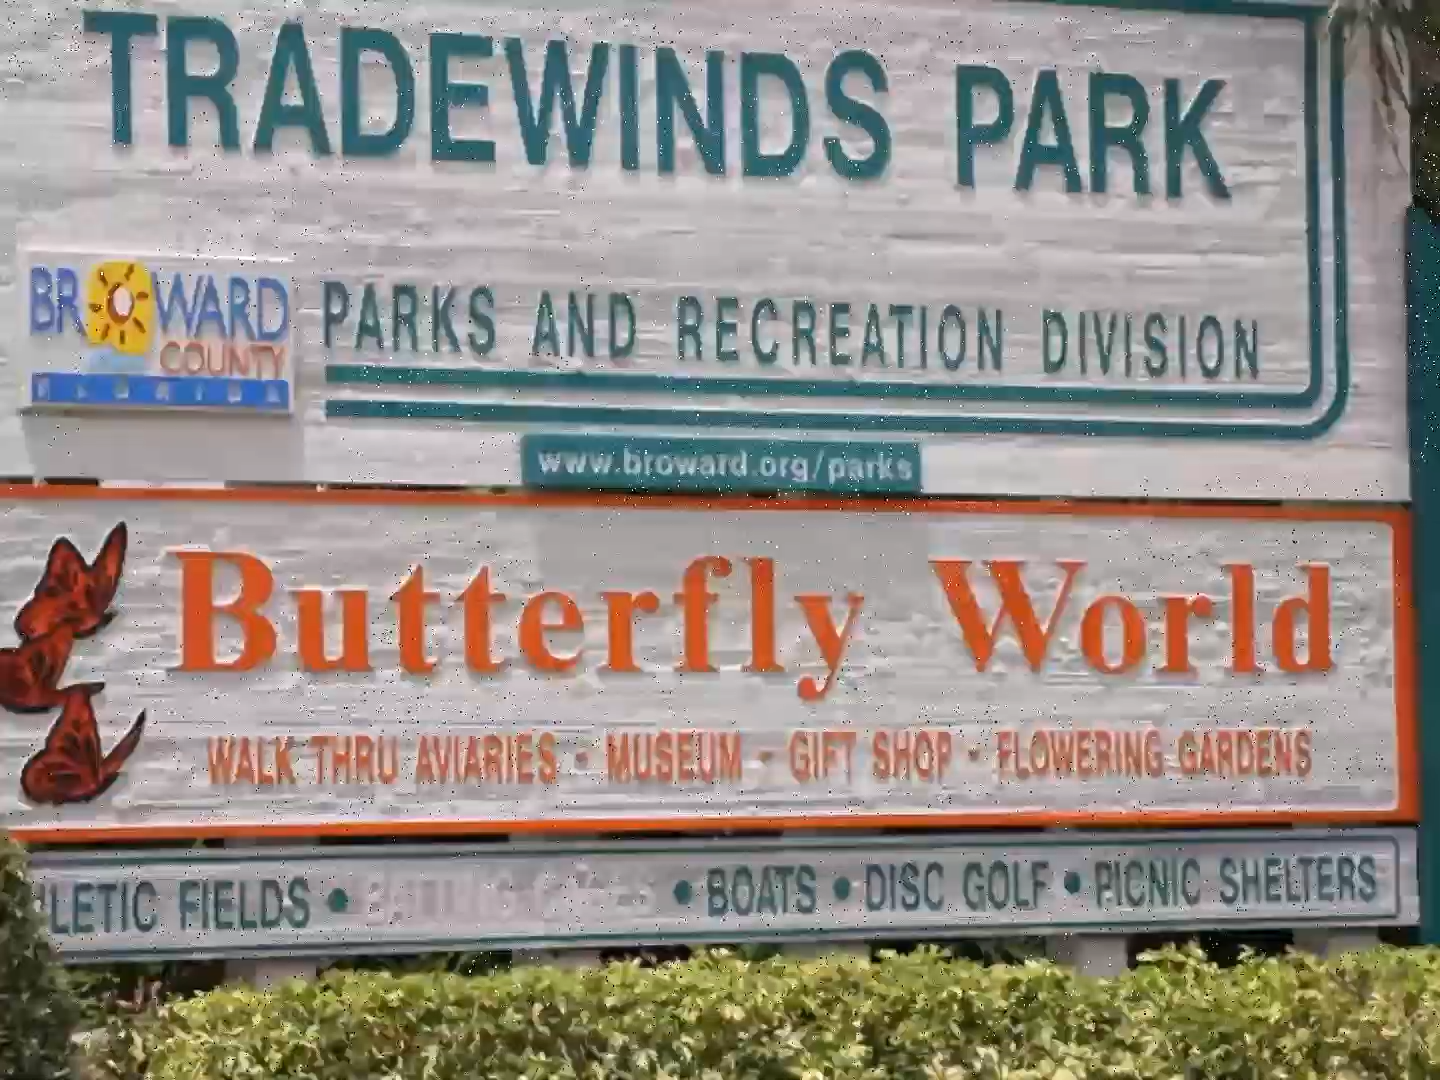 TRADEWINDS PARK
BROWARD
COUNTY
FLORIDA
PARKS AND RECREATION DIVISION
www.broward.org/parks
Butterfly World
WALK THRU AVIARIES - MUSEUM - GIFT SHOP - FLOWERING GARDENS
LETIC FIELDS • • BOATS • DISC GOLF • PICNIC SHELTERS